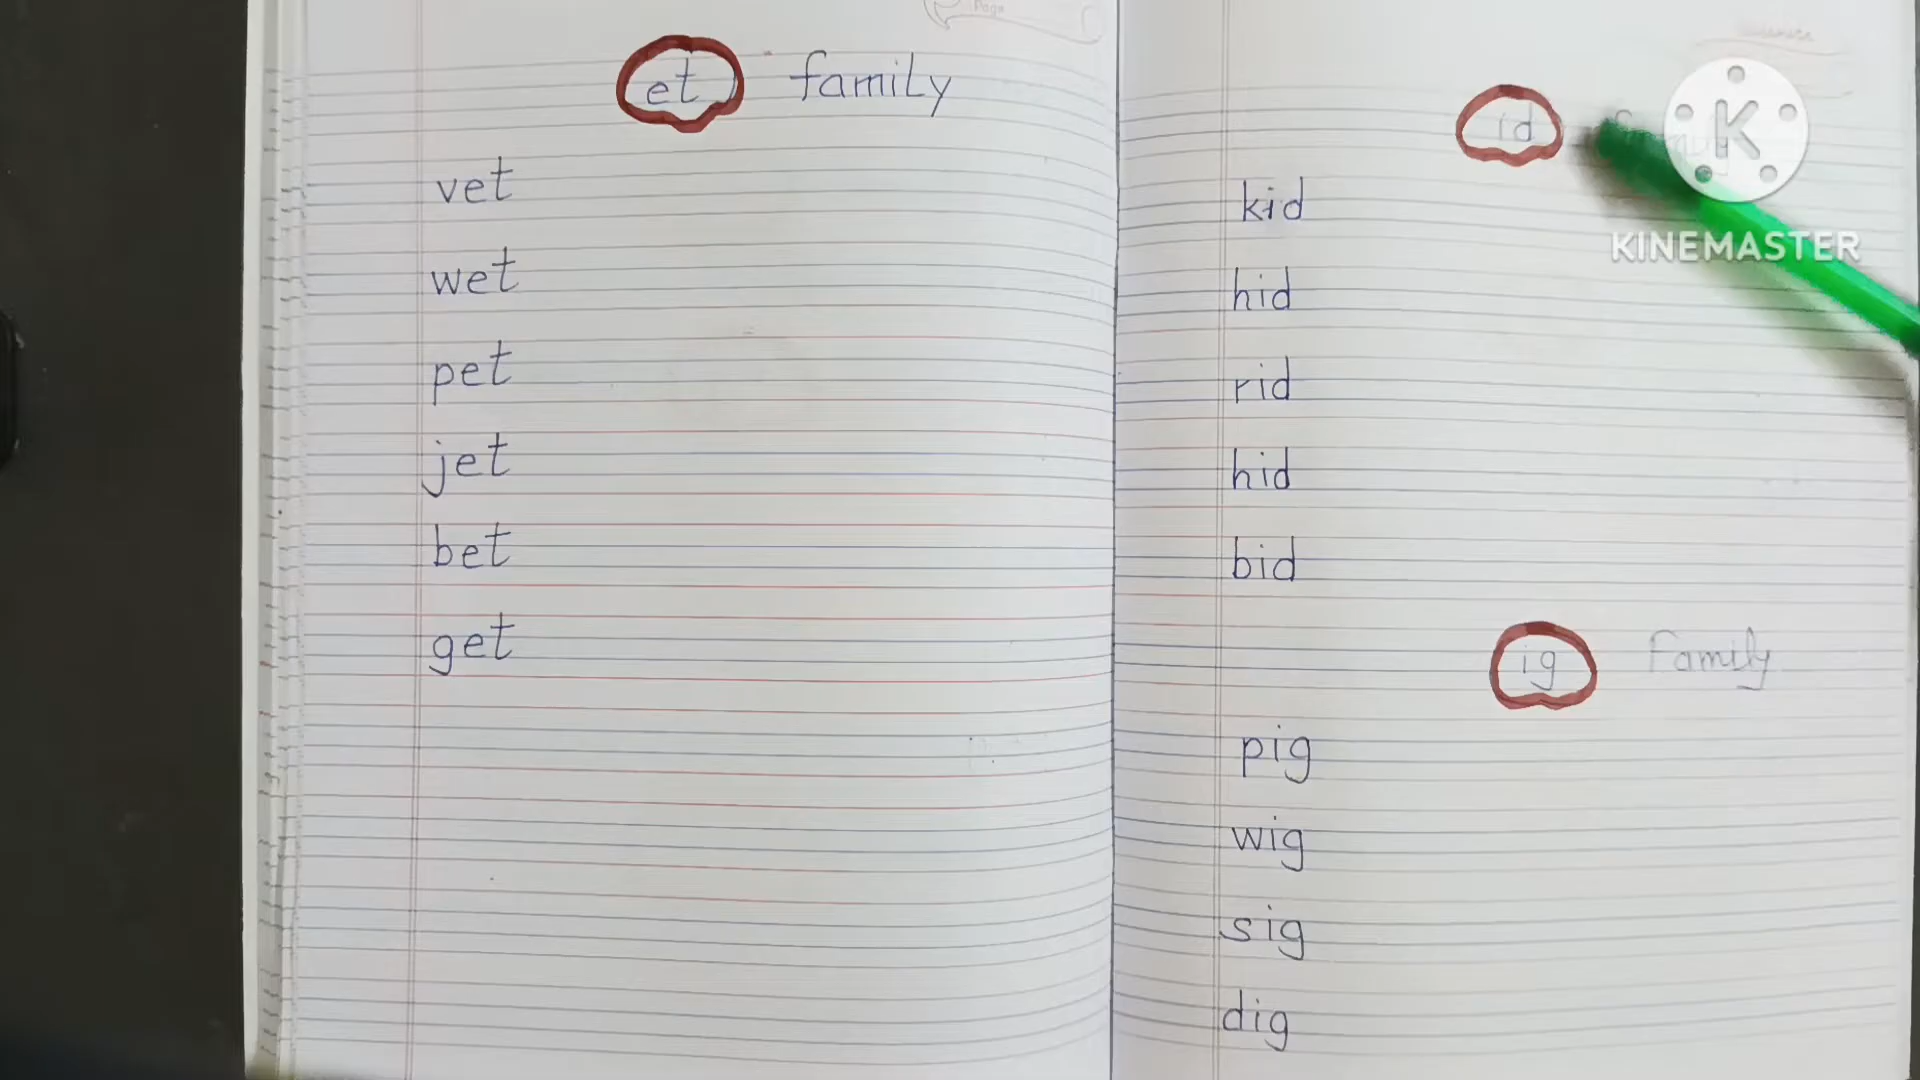 et family
vet
wet
pet
jet
bet
get
Page
id
kid
hid
rid
hid
bid
ig Family
pig
wig
sig
dig
K
KINEMASTER